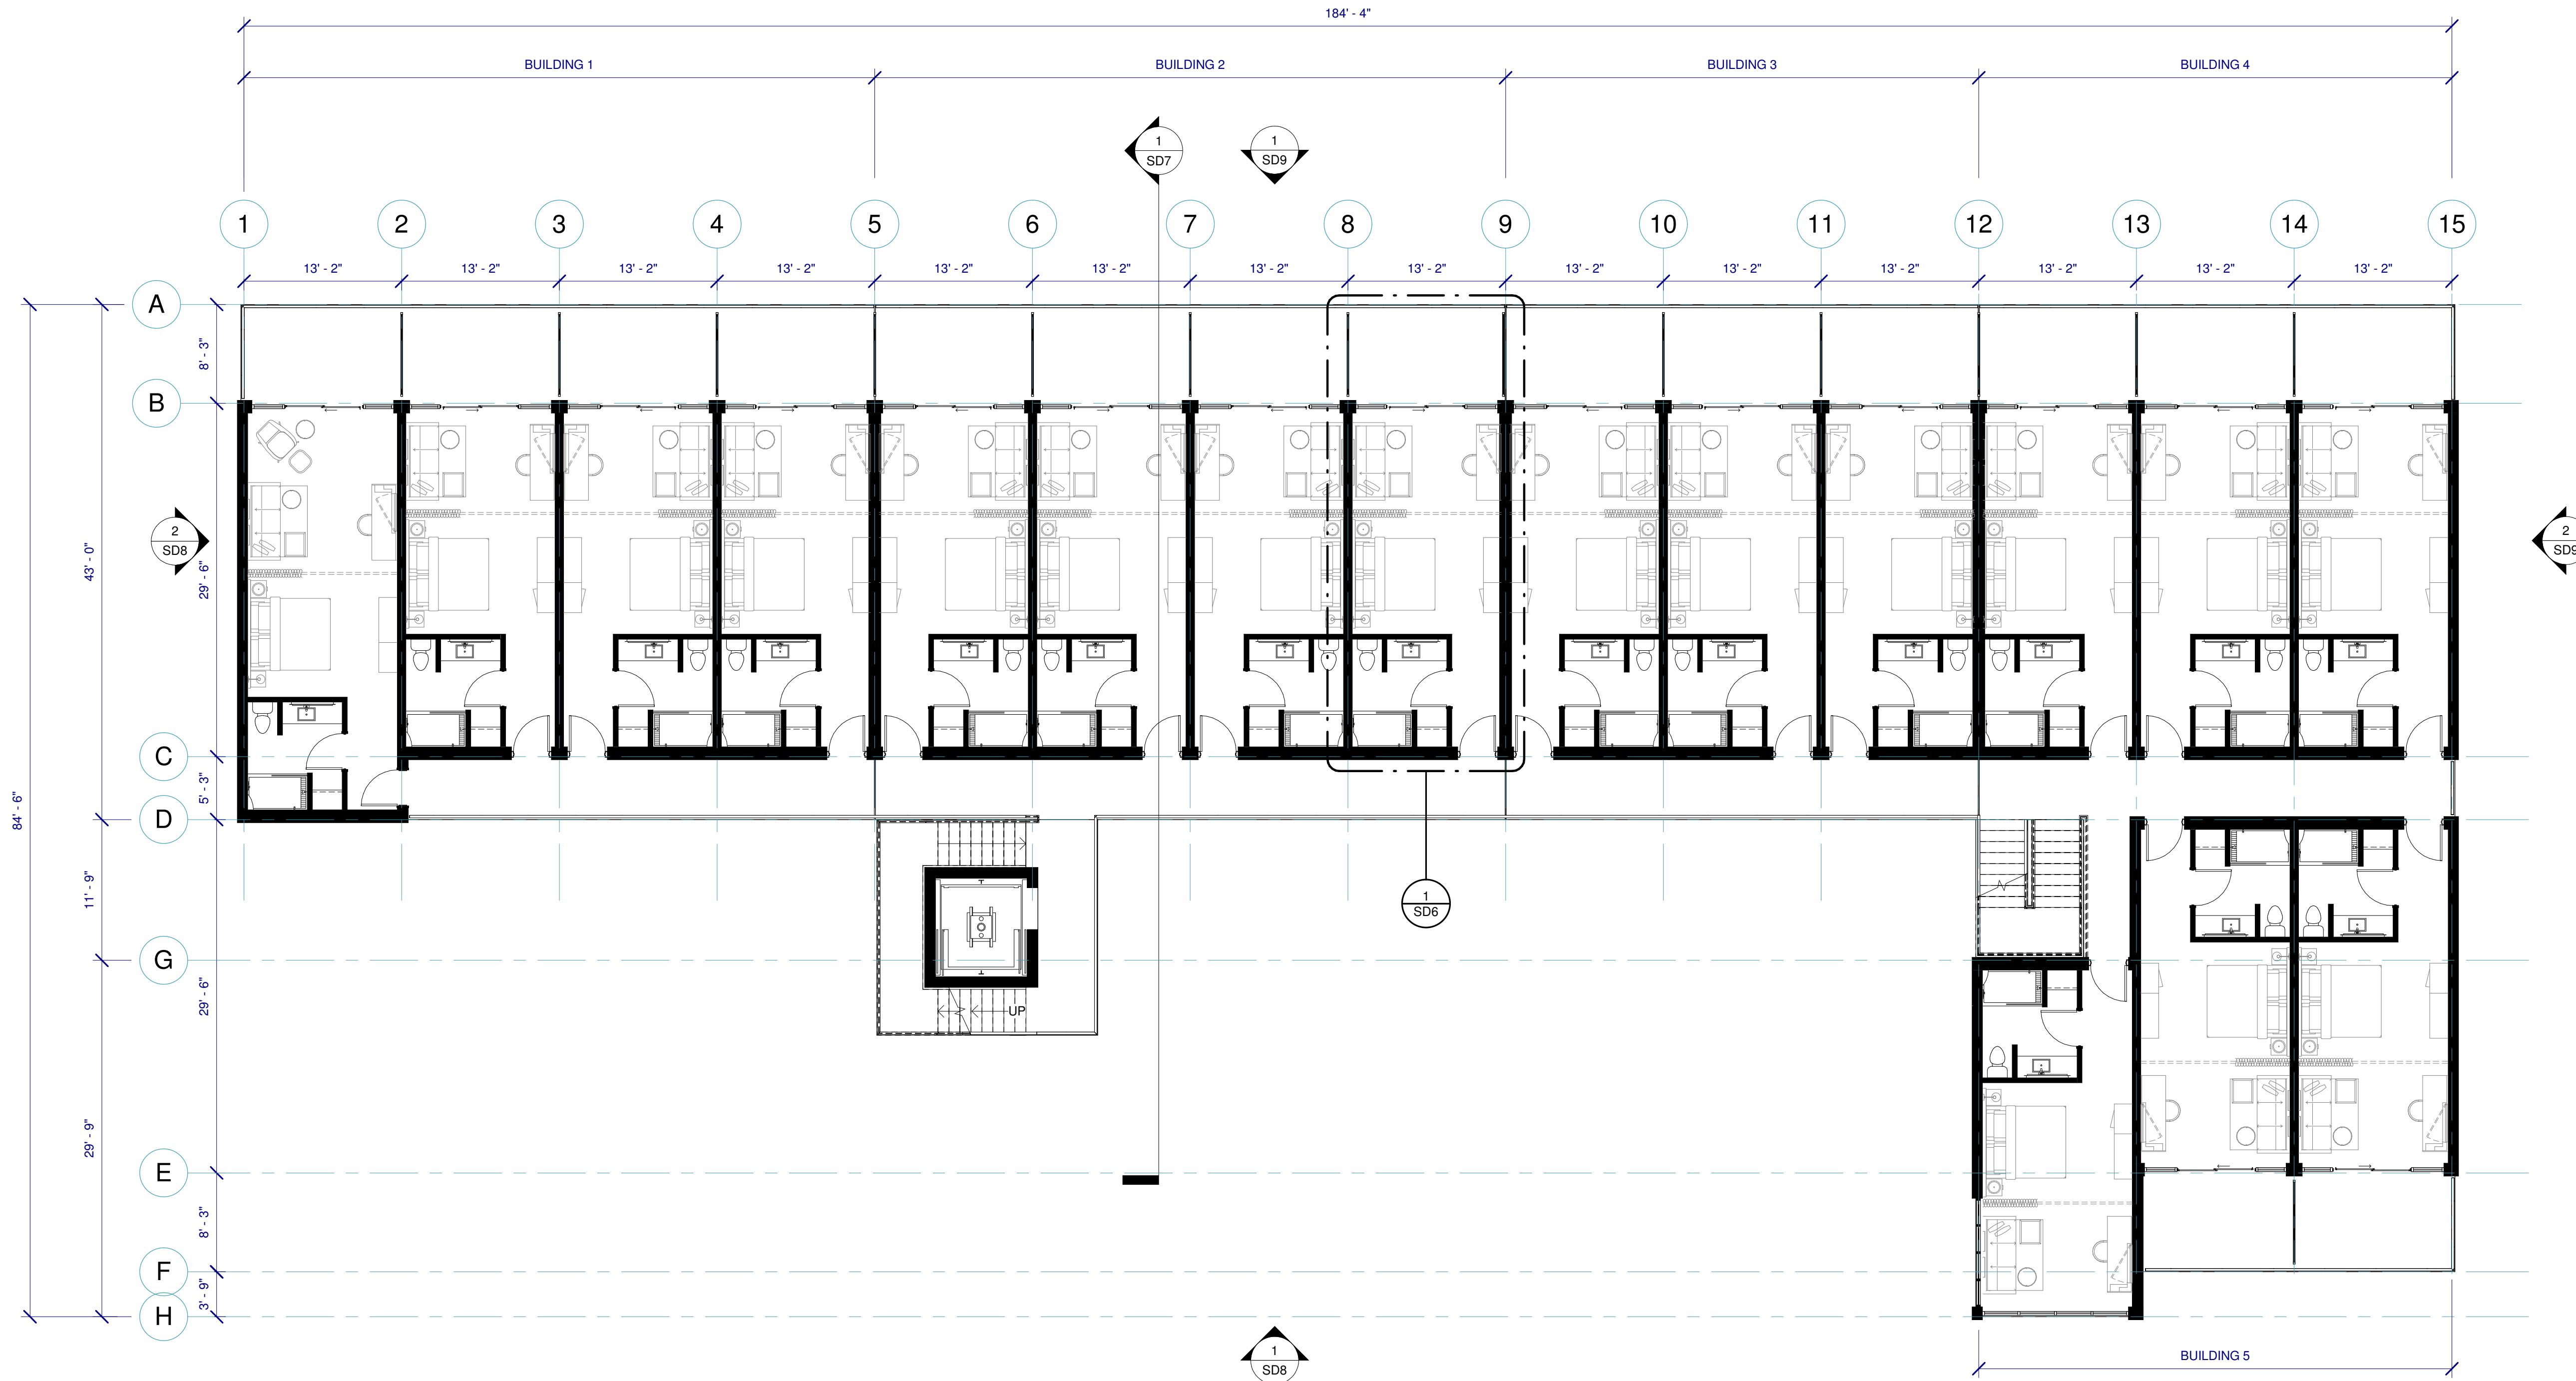 184' - 4"
BUILDING 1
BUILDING 2
BUILDING 3
BUILDING 4
1
SD7
1
SD9
1
2
3
4
5
6
7
8
9
10
11
12
13
14
15
13' - 2"
13' - 2"
13' - 2"
13' - 2"
13' - 2"
13' - 2"
13' - 2"
13' - 2"
13' - 2"
13' - 2"
13' - 2"
13' - 2"
13' - 2"
13' - 2"
A
8' - 3"
B
2
SD8
43' - 0"
29' - 6"
2
SD9
C
5' - 3"
D
84' - 6"
11' - 9"
1
SD6
G
29' - 6"
UP
29' - 9"
E
8' - 3"
F
3' - 9"
H
1
SD8
BUILDING 5